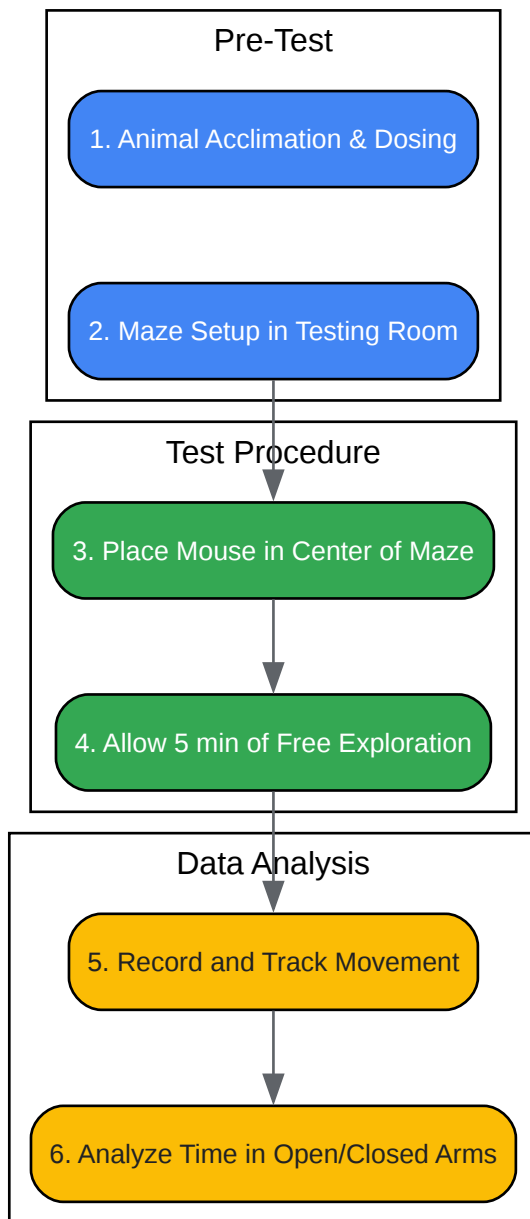 Pre-Test
1. Animal Acclimation & Dosing
2. Maze Setup in Testing Room
Test Procedure
3. Place Mouse in Center of Maze
4. Allow 5 min of Free Exploration
Data Analysis
5. Record and Track Movement
6. Analyze Time in Open/Closed Arms